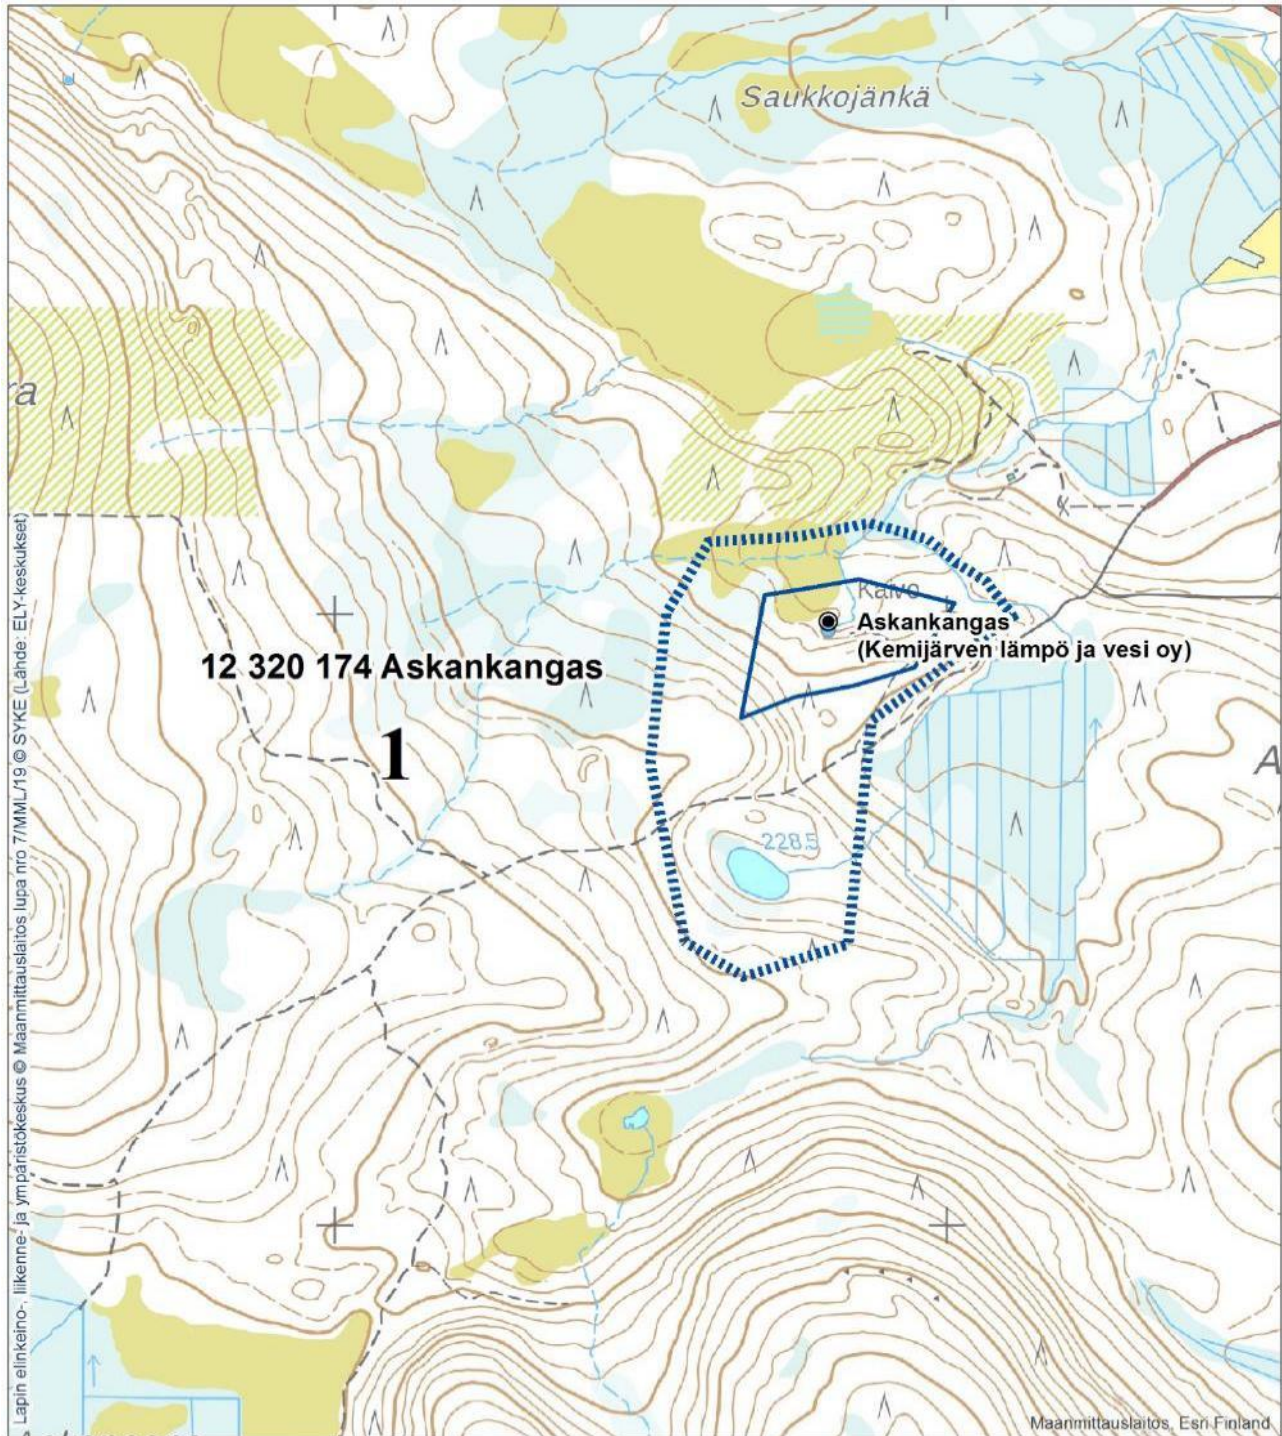 Saukkojänkä
ra
Kaivo
Askankangas
(Kemijärven lämpö ja vesi oy)
12 320 174 Askankangas
1
228.5
A
Lapin elinkeino-, liikenne- ja ympäristökeskus © Maanmittauslaitos lupa nro 7/MML/19 © SYKE (Lähde: ELY-keskukset)
Maanmittauslaitos, Esri Finland